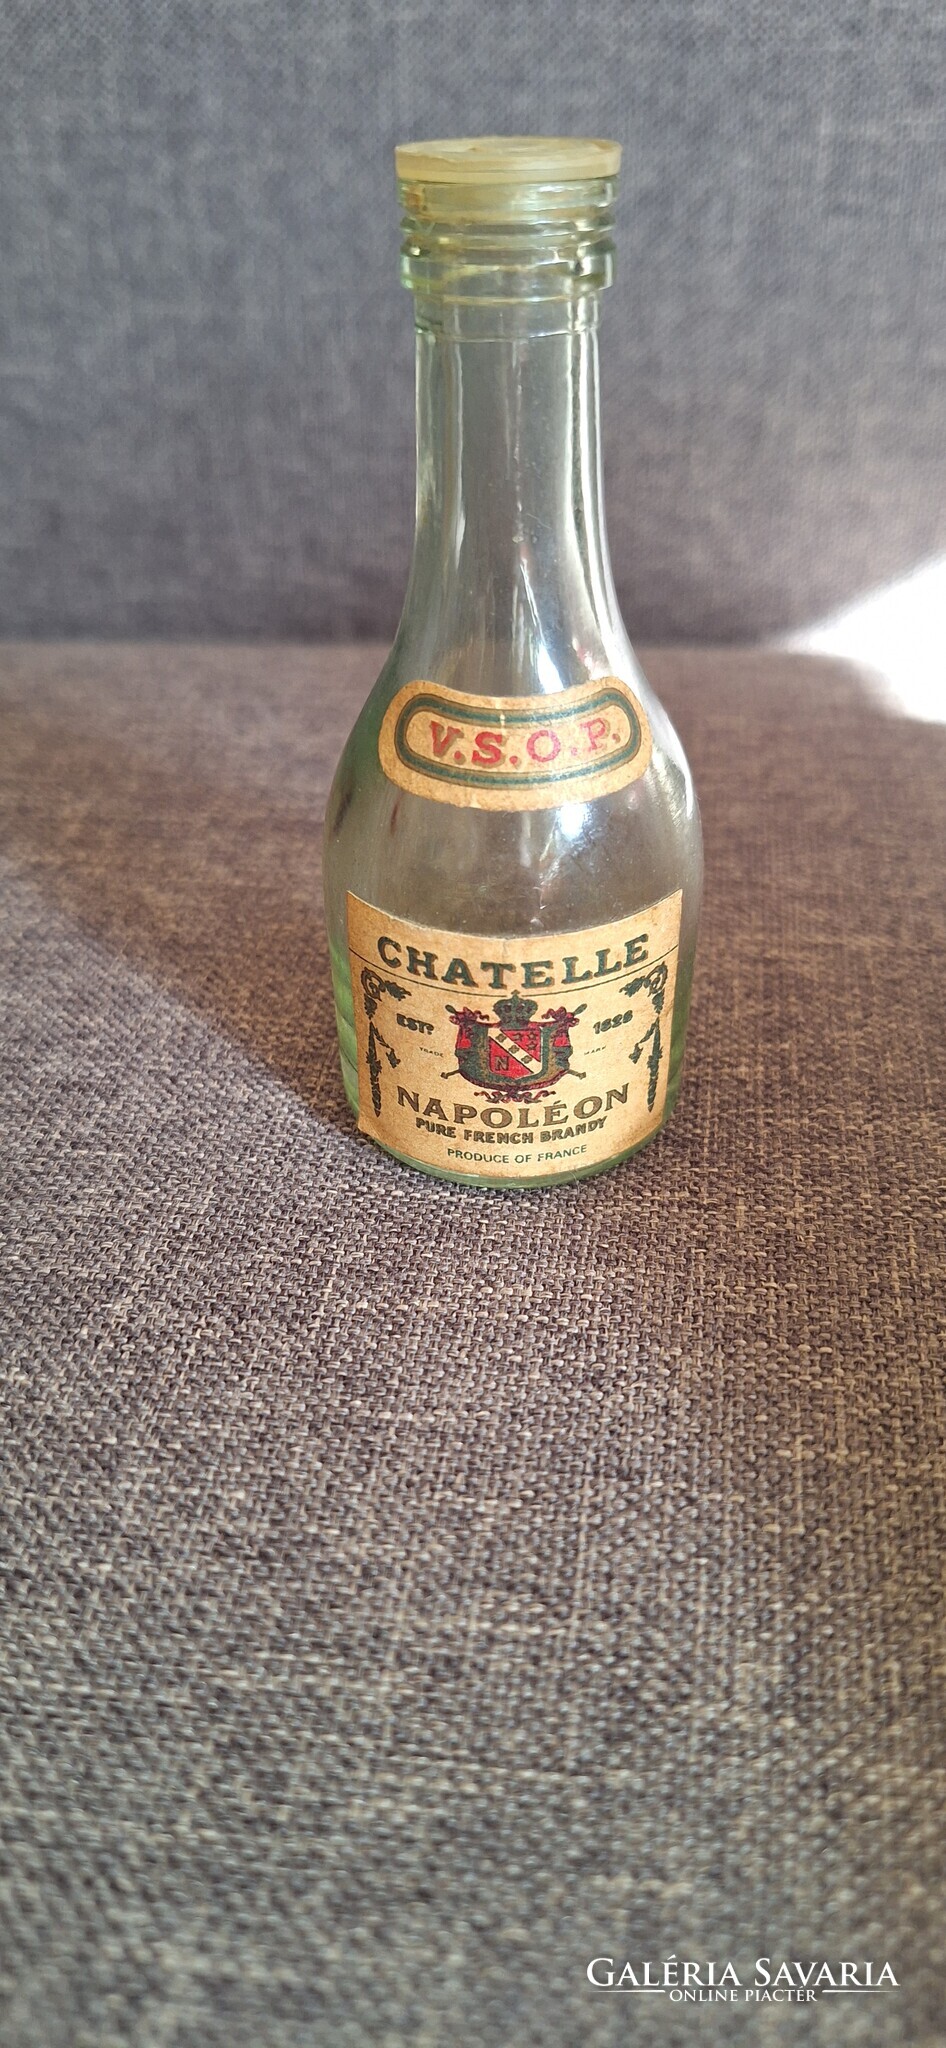 V.S.O.P.
CHATELLE
ESTD 1828
TRADE MARK
N
NAPOLÉON
PURE FRENCH BRANDY
PRODUCE OF FRANCE
GALÉRIA SAVARIA
ONLINE PIACTÉR